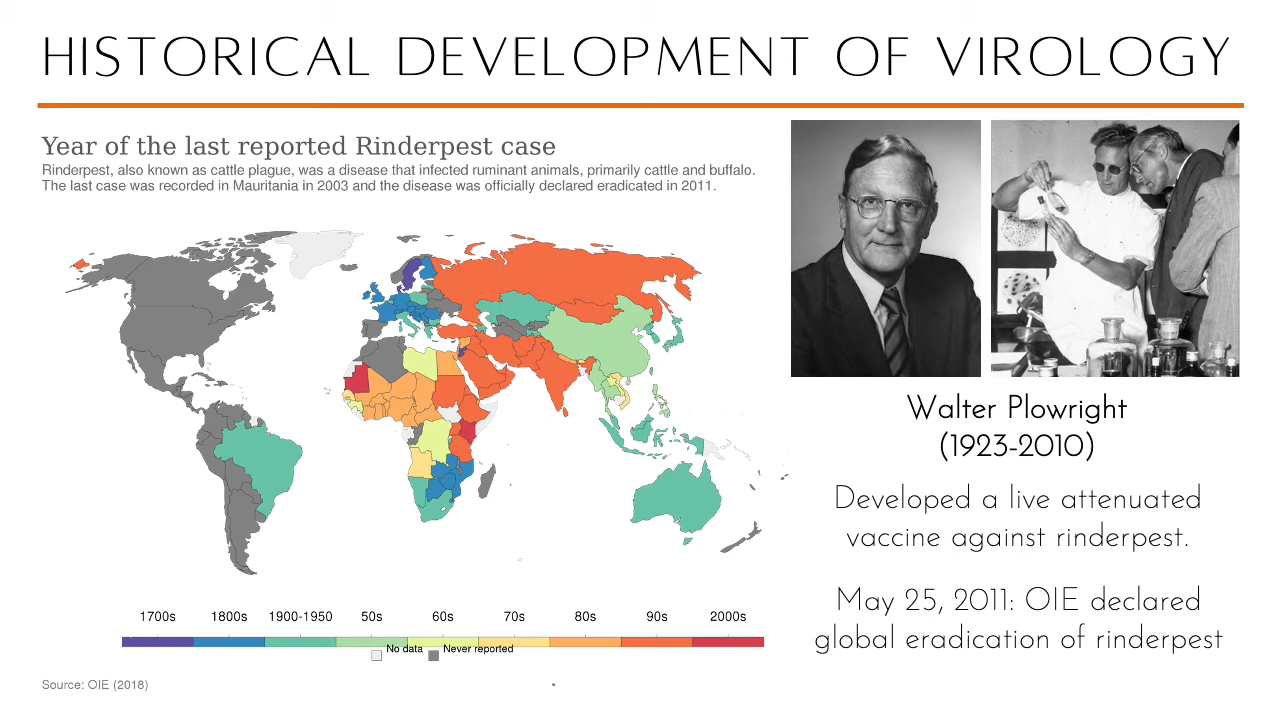 HISTORICAL DEVELOPMENT OF VIROLOGY
Year of the last reported Rinderpest case
Rinderpest, also known as cattle plague, was a disease that infected ruminant animals, primarily cattle and buffalo.
The last case was recorded in Mauritania in 2003 and the disease was officially declared eradicated in 2011.
1700s 1800s 1900-1950 50s 60s 70s 80s 90s 2000s
No data Never reported
Source: OIE (2018)
Walter Plowright
(1923-2010)
Developed a live attenuated
vaccine against rinderpest.
May 25, 2011: OIE declared
global eradication of rinderpest